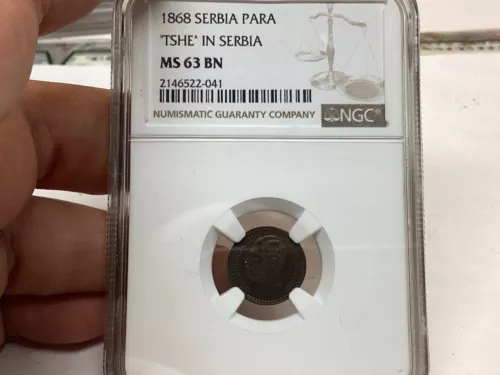 1868 SERBIA PARA
"TSHE" IN SERBIA
MS 63 BN
2146522-041
NUMISMATIC GUARANTY COMPANY
NGC